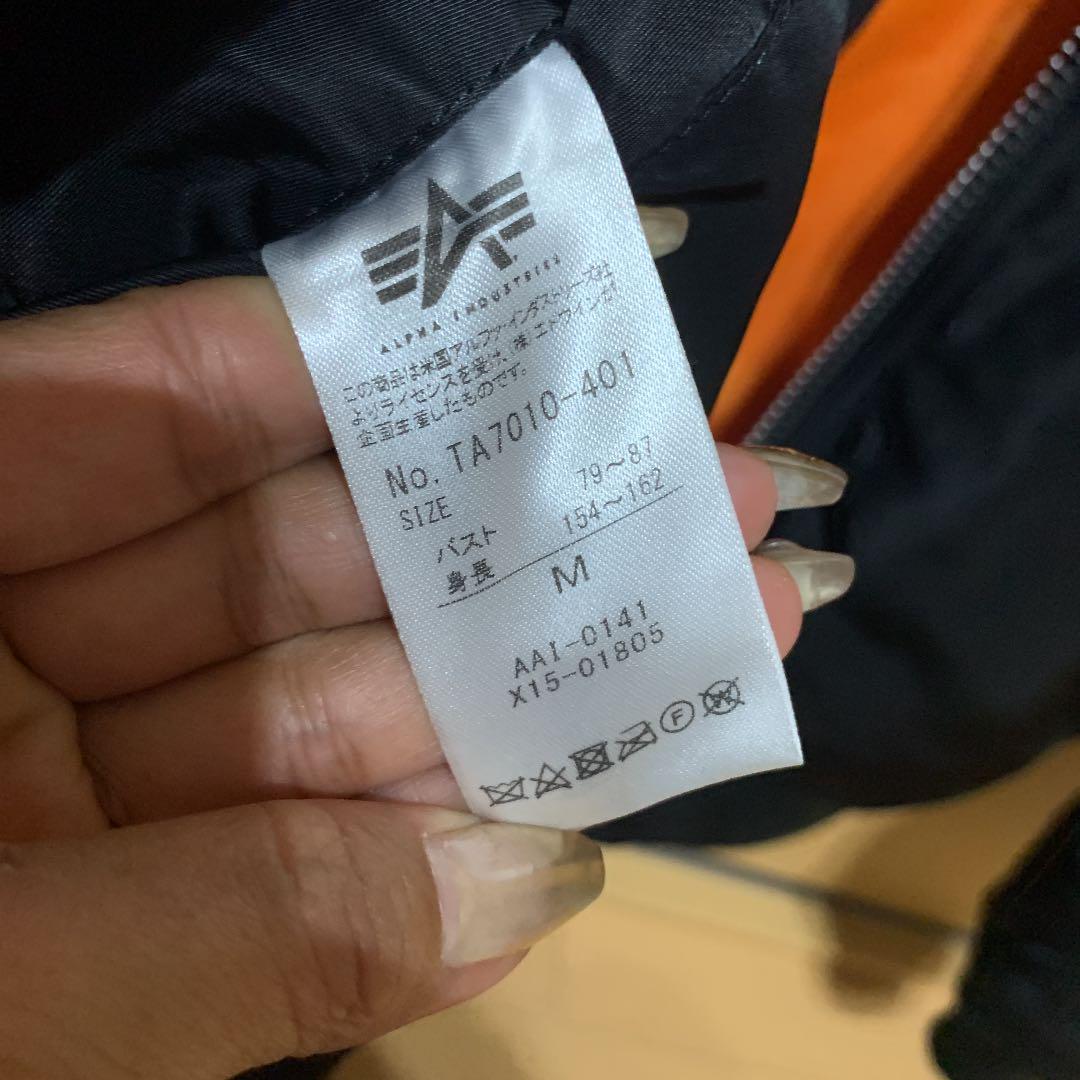 ALPHA INDUSTRIES
この商品は米国アルファインダストリーズ社
よりライセンスを受け、㈱エドウインが
企画生産したものです。
No. TA7010-401
SIZE
バスト 79~87
身長 154~162
M
AAI-0141
X15-01805
F
W